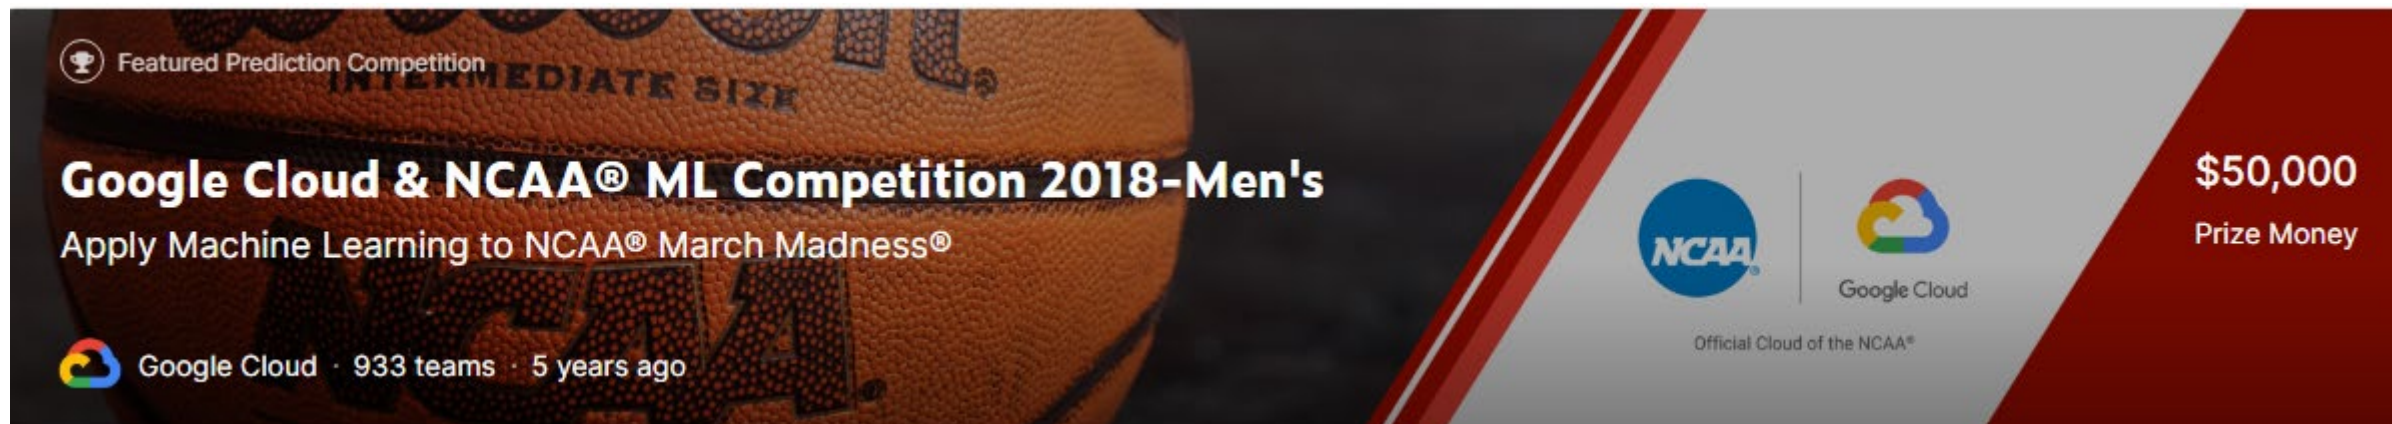 Featured Prediction Competition
INTERMEDIATE SIZE
Google Cloud & NCAA® ML Competition 2018-Men's
Apply Machine Learning to NCAA® March Madness®
NCAA
Google Cloud · 933 teams · 5 years ago
NCAA®
Google Cloud
Official Cloud of the NCAA®
$50,000
Prize Money